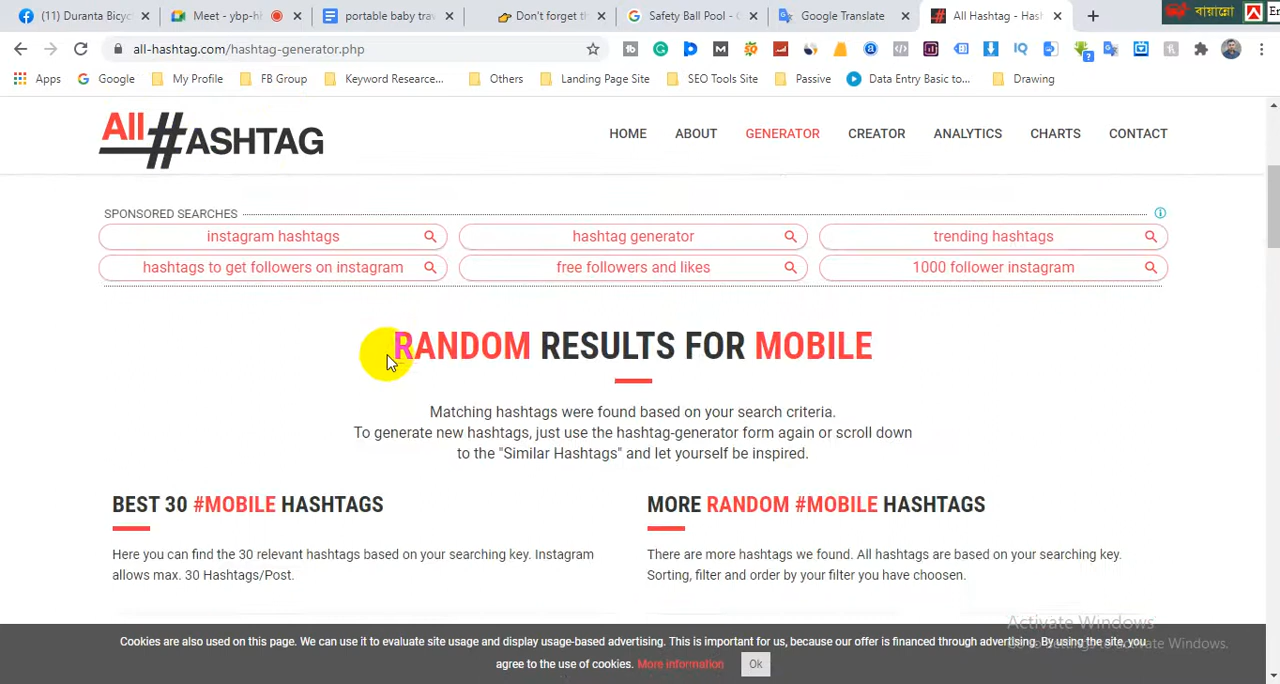 (11) Duranta Bicyc
Meet - ybp-hl
portable baby trav
Don't forget th
Safety Ball Pool - G
Google Translate
All Hashtag - Hash
বায়ান্নো
all-hashtag.com/hashtag-generator.php
Apps
Google
My Profile
FB Group
Keyword Researce...
Others
Landing Page Site
SEO Tools Site
Passive
Data Entry Basic to...
Drawing
All #ASHTAG
HOME
ABOUT
GENERATOR
CREATOR
ANALYTICS
CHARTS
CONTACT
SPONSORED SEARCHES
instagram hashtags
hashtag generator
trending hashtags
hashtags to get followers on instagram
free followers and likes
1000 follower instagram
RANDOM RESULTS FOR MOBILE
Matching hashtags were found based on your search criteria.
To generate new hashtags, just use the hashtag-generator form again or scroll down
to the "Similar Hashtags" and let yourself be inspired.
BEST 30 #MOBILE HASHTAGS
MORE RANDOM #MOBILE HASHTAGS
Here you can find the 30 relevant hashtags based on your searching key. Instagram
allows max. 30 Hashtags/Post.
There are more hashtags we found. All hashtags are based on your searching key.
Sorting, filter and order by your filter you have choosen.
Activate Windows
Go to Settings to activate Windows.
Cookies are also used on this page. We can use it to evaluate site usage and display usage-based advertising. This is important for us, because our offer is financed through advertising. By using the site, you
agree to the use of cookies. More information
Ok